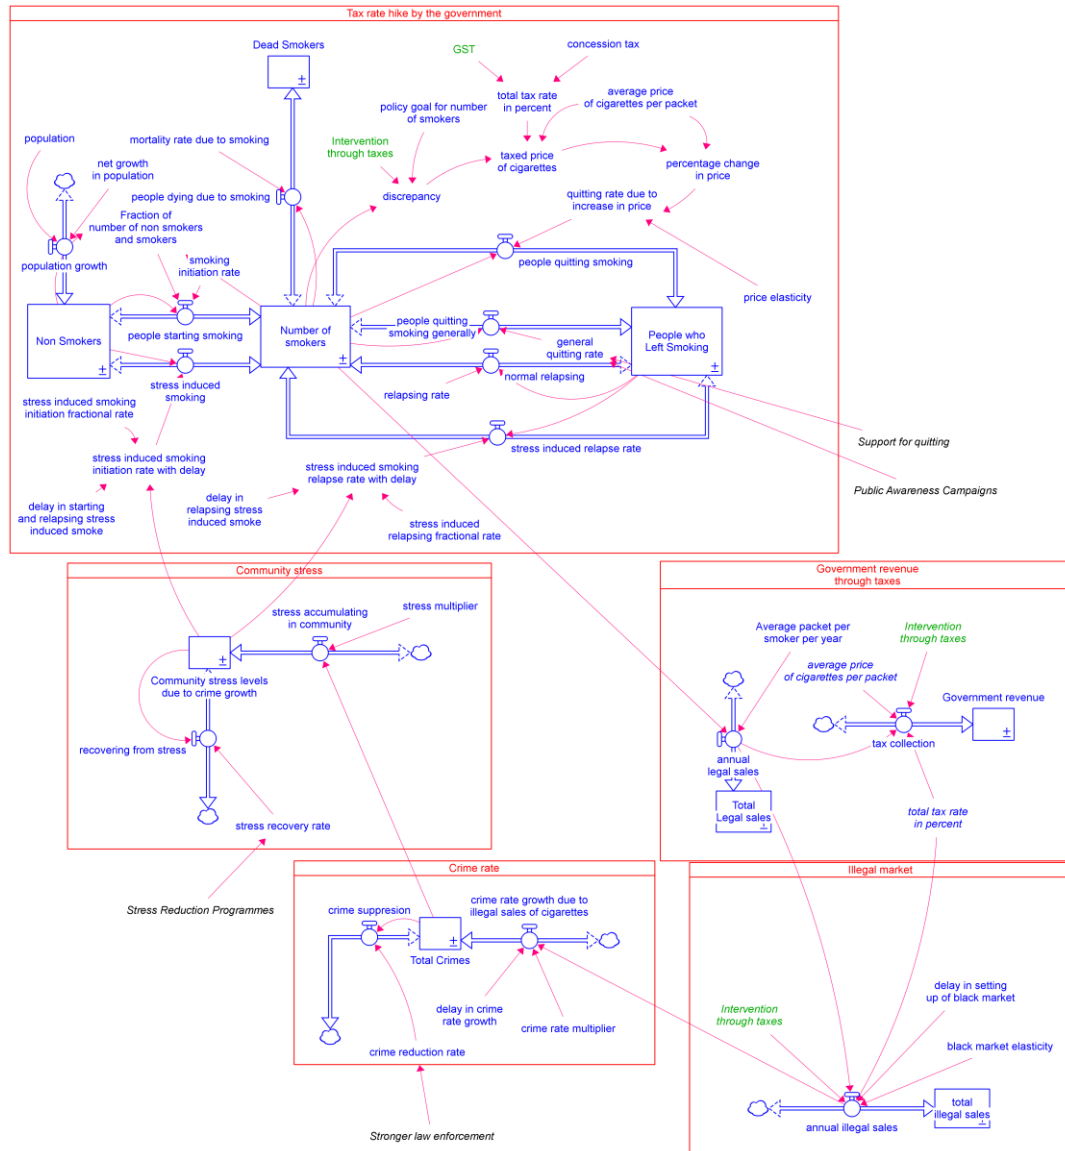 Tax rate hike by the government
Dead Smokers
GST
concession tax
total tax rate
in percent
average price
of cigarettes per packet
policy goal for number
of smokers
population
mortality rate due to smoking
Intervention
through taxes
taxed price
of cigarettes
percentage change
in price
net growth
in population
people dying due to smoking
discrepancy
quitting rate due to
increase in price
Fraction of
number of non smokers
and smokers
smoking
initiation rate
population growth
people quitting smoking
price elasticity
Non Smokers
people starting smoking
Number of
smokers
people quitting
smoking generally
general
quitting rate
People who
Left Smoking
stress induced
smoking
relapsing rate
normal relapsing
stress induced smoking
initiation fractional rate
stress induced relapse rate
Support for quitting
stress induced smoking
initiation rate with delay
stress induced smoking
relapse rate with delay
Public Awareness Campaigns
delay in starting
and relapsing stress
induced smoke
delay in
relapsing stress
induced smoke
stress induced
relapsing fractional rate
Community stress
stress accumulating
in community
stress multiplier
Community stress levels
due to crime growth
recovering from stress
stress recovery rate
Stress Reduction Programmes
Government revenue
through taxes
Average packet per
smoker per year
Intervention
through taxes
average price
of cigarettes per packet
Government revenue
tax collection
annual
legal sales
Total
Legal sales
total tax rate
in percent
Crime rate
crime suppresion
crime rate growth due to
illegal sales of cigarettes
Total Crimes
delay in crime
rate growth
crime rate multiplier
crime reduction rate
Stronger law enforcement
Illegal market
delay in setting
up of black market
Intervention
through taxes
black market elasticity
total
illegal sales
annual illegal sales